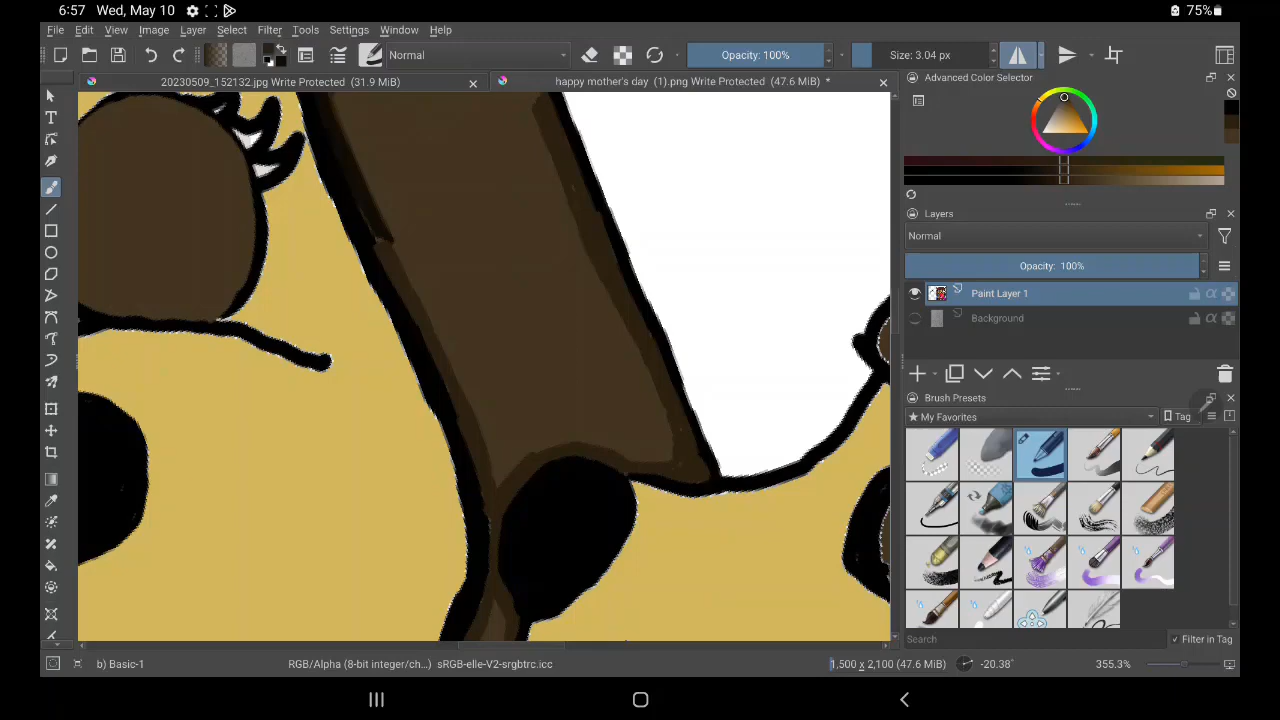 6:57 Wed, May 10 75%
File Edit View Image Layer Select Filter Tools Settings Window Help
Normal Opacity: 100% Size: 3.04 px
20230509_152132.jpg Write Protected (31.9 MiB) happy mother's day (1).png Write Protected (47.6 MiB) *
Advanced Color Selector
Layers
Normal
Opacity: 100%
Paint Layer 1
Background
Brush Presets
My Favorites Tag
Search Filter in Tag
b) Basic-1 RGB/Alpha (8-bit integer/ch...) sRGB-elle-V2-srgbtrc.icc 1,500 x 2,100 (47.6 MiB) -20.38° 355.3%